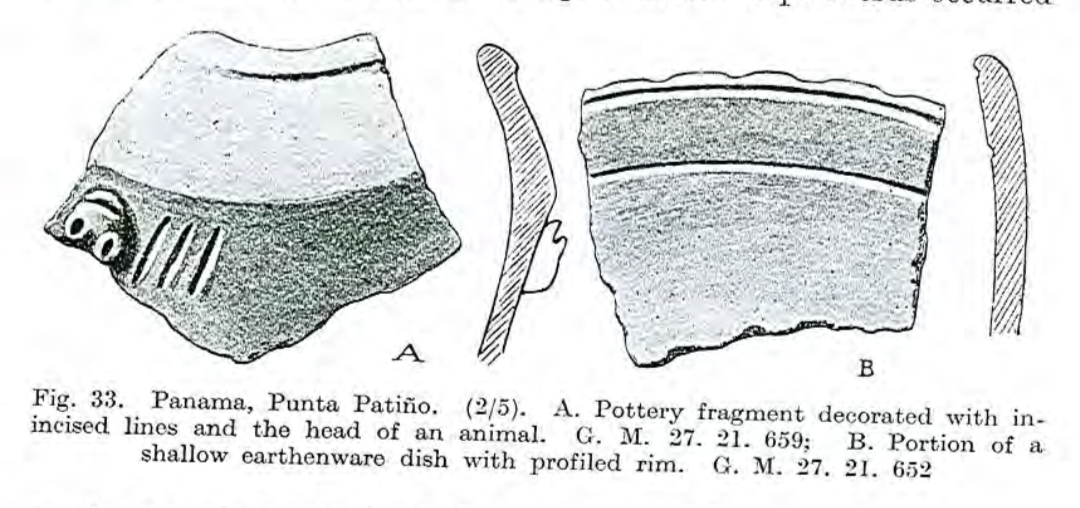 occurred
A
B
Fig. 33. Panama, Punta Patiño. (2/5). A. Pottery fragment decorated with in-
incised lines and the head of an animal. G. M. 27. 21. 659; B. Portion of a
shallow earthenware dish with profiled rim. G. M. 27. 21. 652